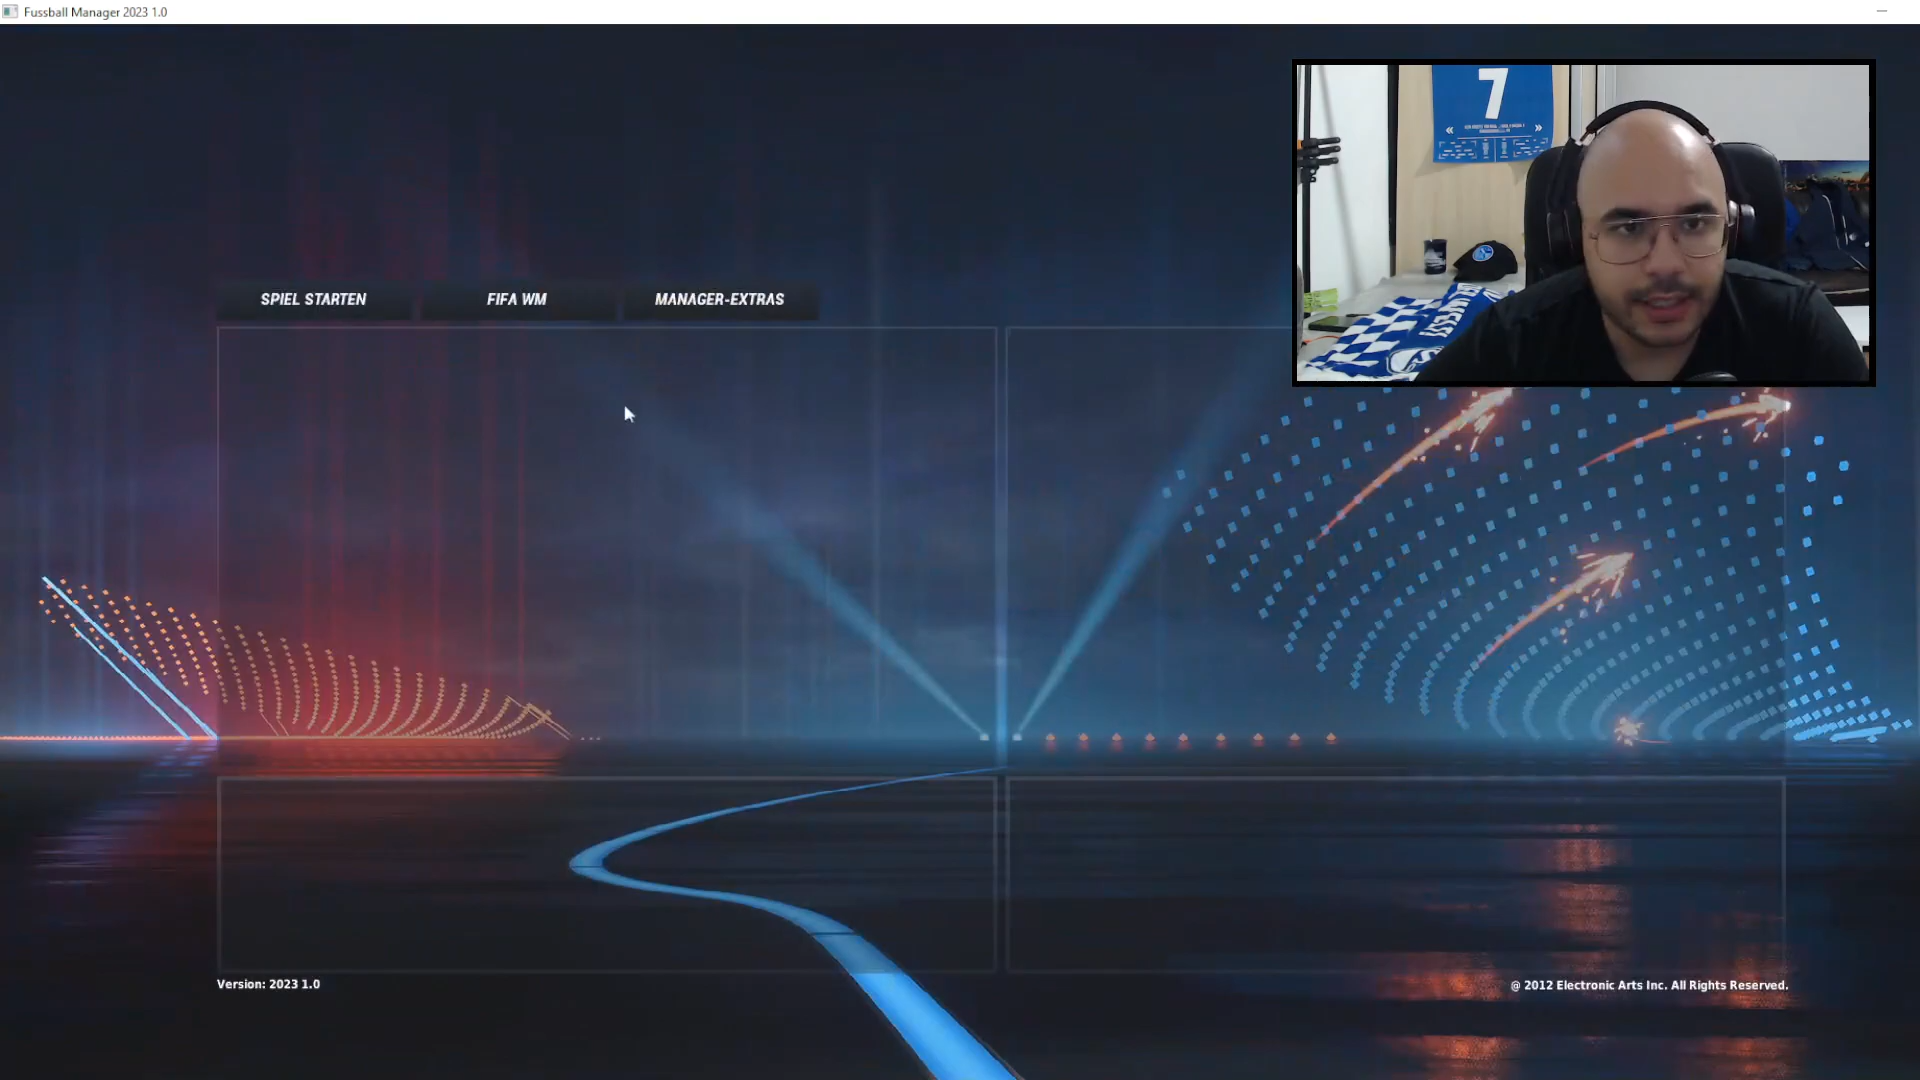 Fussball Manager 2023 1.0
7
SPIEL STARTEN
FIFA WM
MANAGER-EXTRAS
Version: 2023 1.0
@ 2012 Electronic Arts Inc. All Rights Reserved.